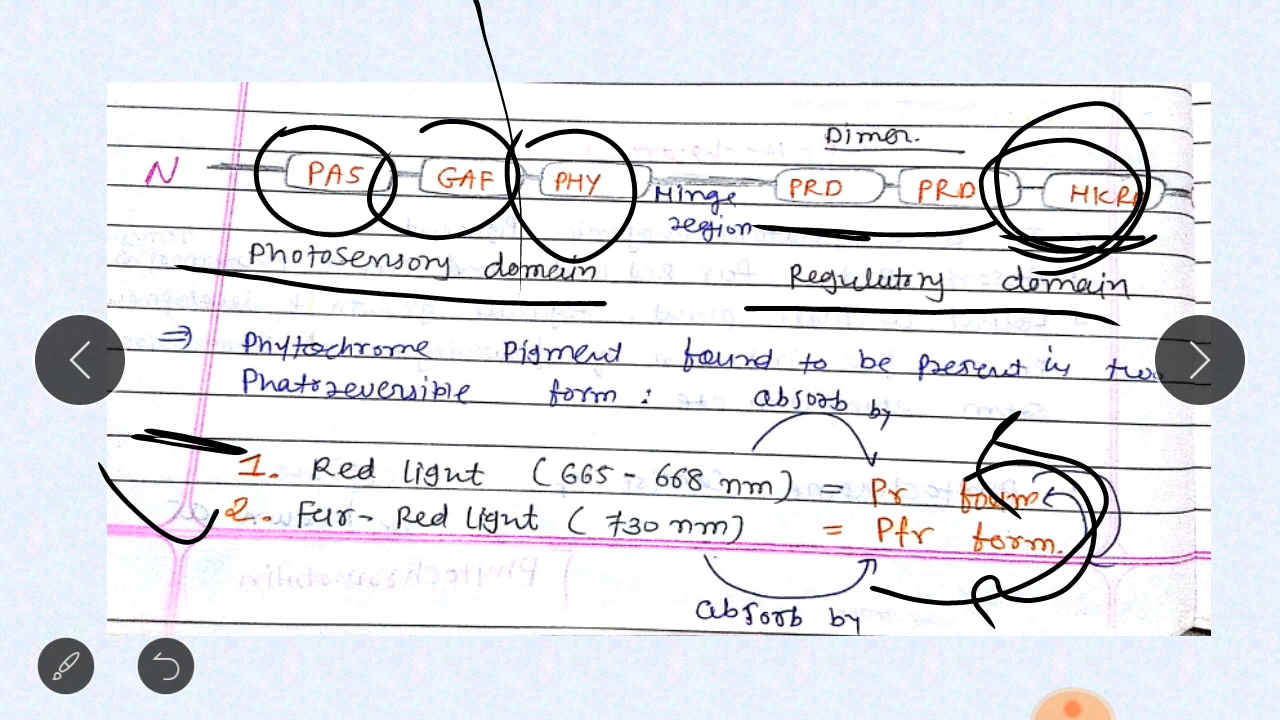 Dimer.
N PAS GAF PHY Hinge PRD PRD HKRD
region
Photosensory domain Regulutory domain
⇒ Phytochrome Pigment found to be present in two
Photoreversible form : absorb by
1. Red light (665 - 668 nm) = Pr form
2. Far - Red light (730 nm) = Pfr form.
absorb by